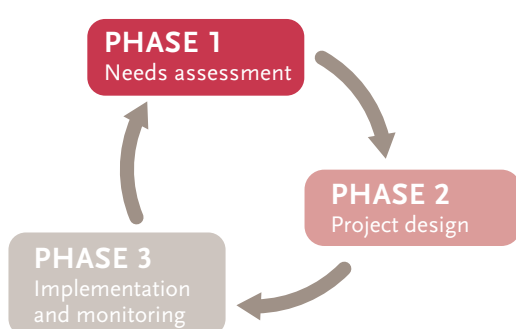 PHASE 1
Needs assessment
PHASE 2
Project design
PHASE 3
Implementation
and monitoring